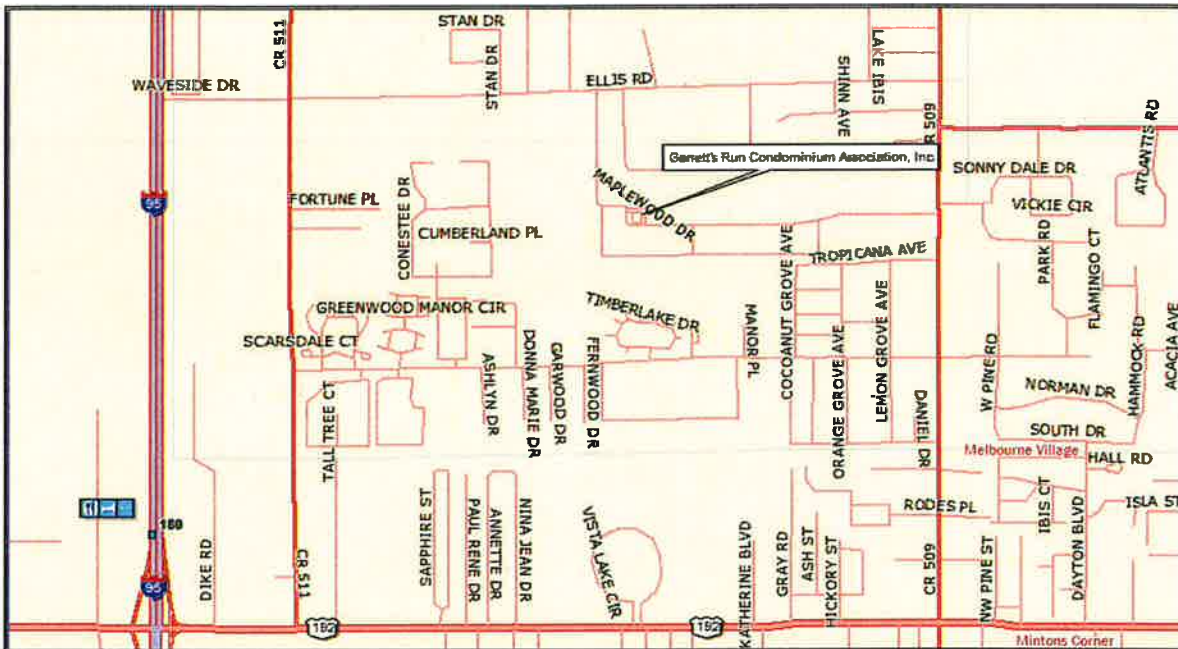 STAN DR
CR 511
STAN DR
LAKE IBIS
ELLIS RD
SHINN AVE
WAVESIDE DR
R 509
ATLANTIS RD
Garrett's Run Condominium Association, Inc.
MAPLEWOOD DR
SONNY DALE DR
95
FORTUNE PL
CONESTEE DR
CUMBERLAND PL
VICKIE CIR
PARK RD
FLAMINGO CT
COCOANUT GROVE AVE
TROPICANA AVE
GREENWOOD MANOR CIR
TIMBERLAKE DR
SCARSDALE CT
MANOR PL
ORANGE GROVE AVE
LEMON GROVE AVE
W PINE RD
HAMMOCK RD
ACACIA AVE
NORMAN DR
TALL TREE CT
ASHLYN DR
DONNA MARIE DR
GARWOOD DR
FERNWOOD DR
DANIEL DR
SOUTH DR
Melbourne Village
HALL RD
SAPPHIRE ST
PAUL RENE DR
ANNETTE DR
NINA JEAN DR
VISTA LAKE CIR
RODES PL
IBIS CT
ISLA ST
180
DIKE RD
CR 511
KATHERINE BLVD
GRAY RD
ASH ST
HICKORY ST
CR 509
NW PINE ST
DAYTON BLVD
95
192
192
Mintons Corner